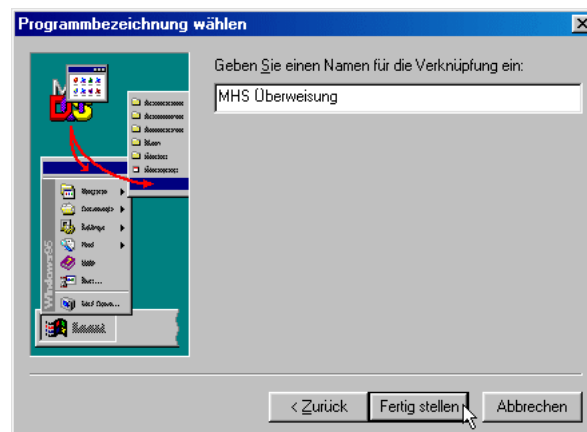 Programmbezeichnung wählen
Geben Sie einen Namen für die Verknüpfung ein:
MHS Überweisung
Windows95
< Zurück
Fertig stellen
Abbrechen